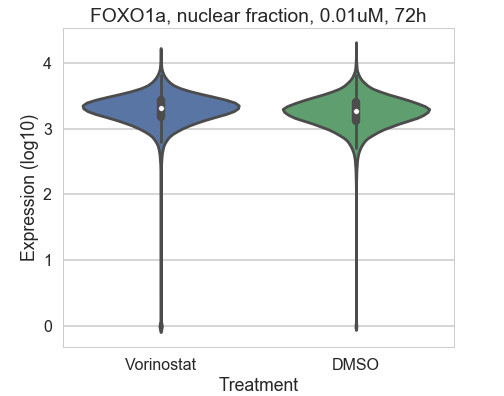 FOXO1a, nuclear fraction, 0.01uM, 72h
Expression (log10)
4
3
2
1
0
Vorinostat
DMSO
Treatment